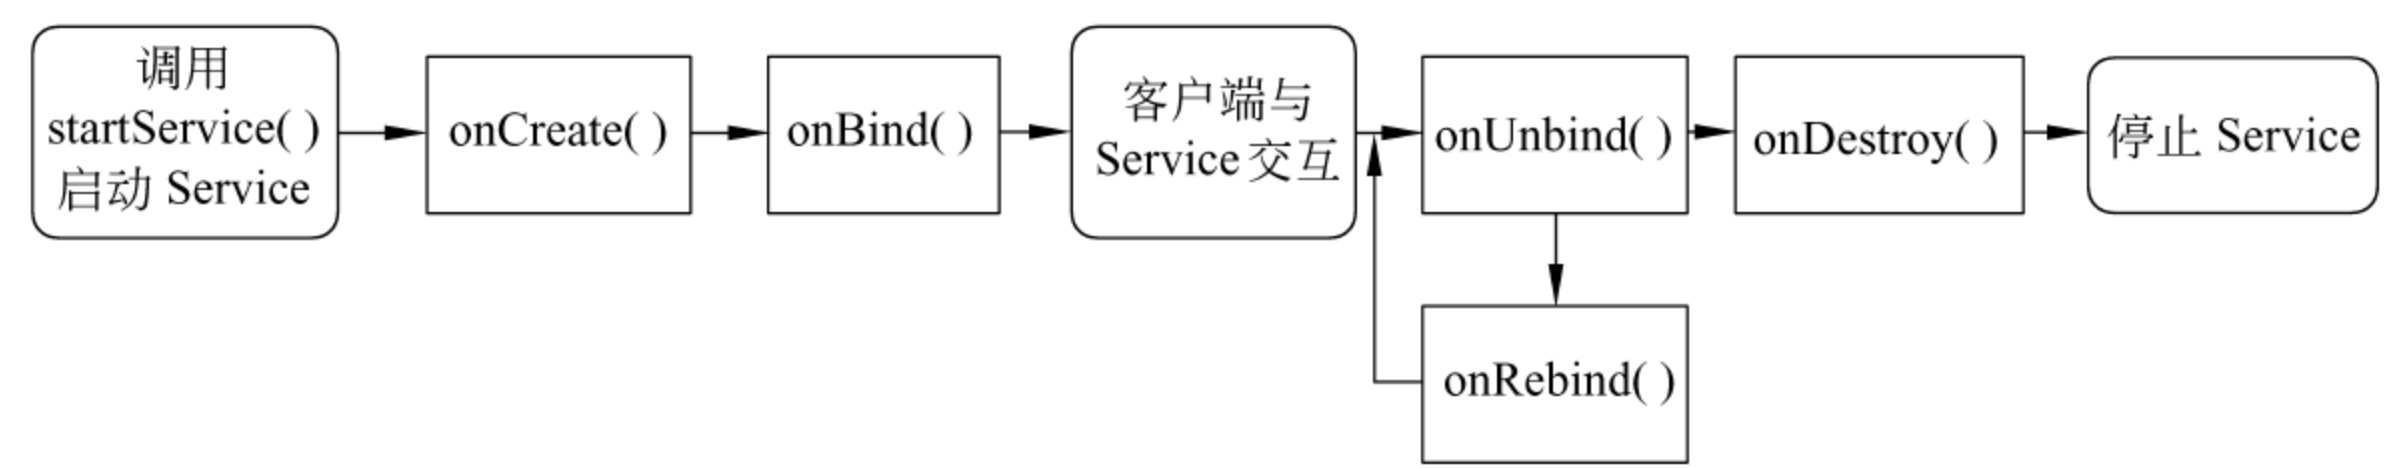 调用
startService( )
启动 Service
onCreate( )
onBind( )
客户端与
Service 交互
onUnbind( )
onDestroy( )
停止 Service
onRebind( )